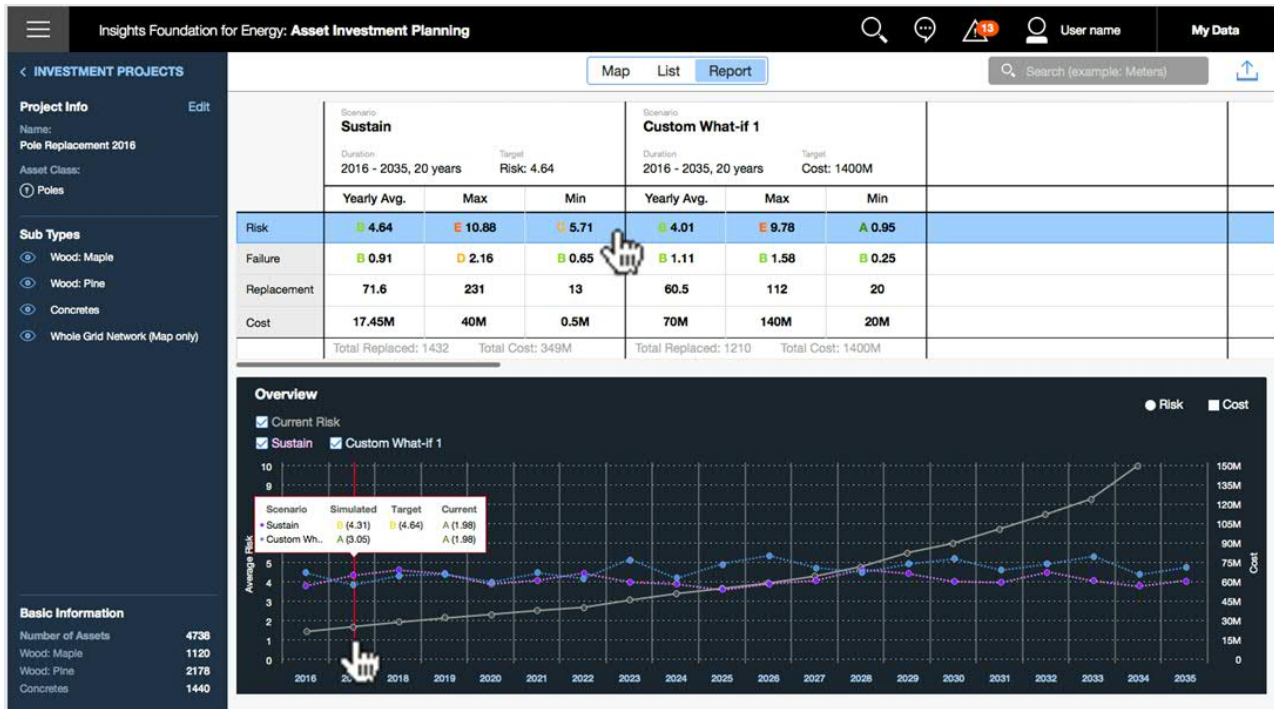 Insights Foundation for Energy: Asset Investment Planning
13
User name
My Data
< INVESTMENT PROJECTS
Map List Report
Search (example: Meters)
Project Info Edit
Name:
Pole Replacement 2016
Asset Class:
Poles
Sub Types
Wood: Maple
Wood: Pine
Concretes
Whole Grid Network (Map only)
Basic Information
Number of Assets 4738
Wood: Maple 1120
Wood: Pine 2178
Concretes 1440
Scenario Scenario
Sustain Custom What-if 1
Duration Target Duration Target
2016 - 2035, 20 years Risk: 4.64 2016 - 2035, 20 years Cost: 1400M
Yearly Avg. Max Min Yearly Avg. Max Min
Risk B 4.64 E 10.88 C 5.71 B 4.01 E 9.78 A 0.95
Failure B 0.91 D 2.16 B 0.65 B 1.11 B 1.58 B 0.25
Replacement 71.6 231 13 60.5 112 20
Cost 17.45M 40M 0.5M 70M 140M 20M
Total Replaced: 1432 Total Cost: 349M Total Replaced: 1210 Total Cost: 1400M
Overview
Risk Cost
Current Risk
Sustain Custom What-if 1
10 150M
9 135M
120M
105M
90M
5 75M
4 60M
3 45M
2 30M
1 15M
0 0
Average Risk
Cost
Scenario Simulated Target Current
Sustain B (4.31) B (4.64) A (1.98)
Custom Wh.. A (3.05) A (1.98)
2016 2018 2019 2020 2021 2022 2023 2024 2025 2026 2027 2028 2029 2030 2031 2032 2033 2034 2035